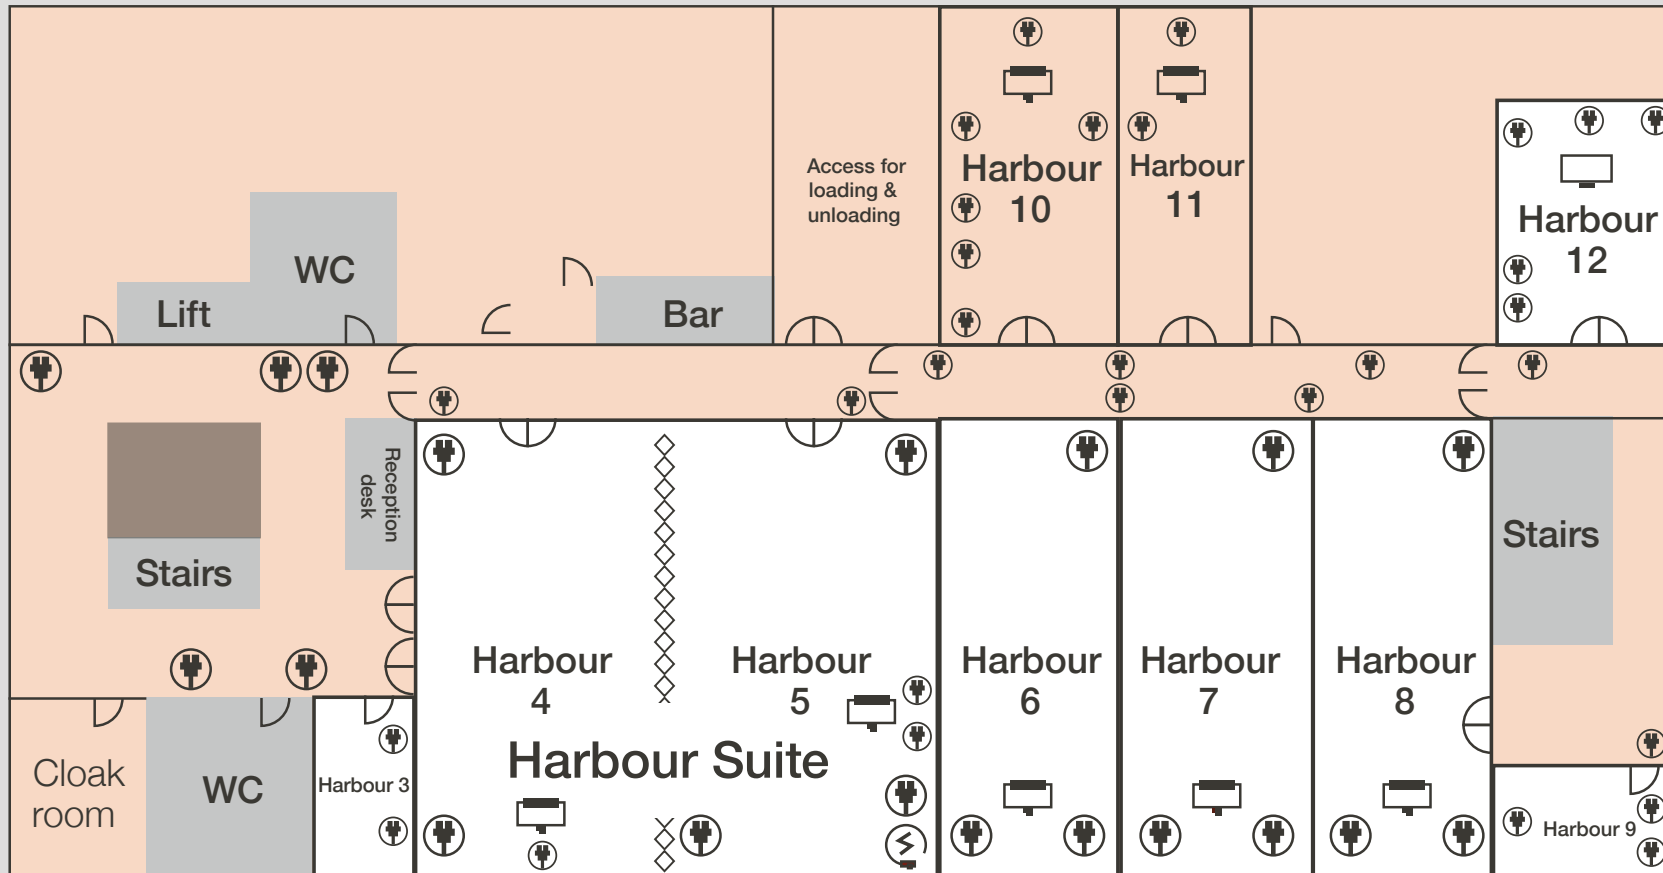 Access for
loading &
unloading
Harbour
10
Harbour
11
Harbour
12
WC
Lift
Bar
Reception
desk
Stairs
Stairs
Harbour
4
Harbour
5
Harbour
6
Harbour
7
Harbour
8
Harbour Suite
Cloak
room
WC
Harbour 3
Harbour 9